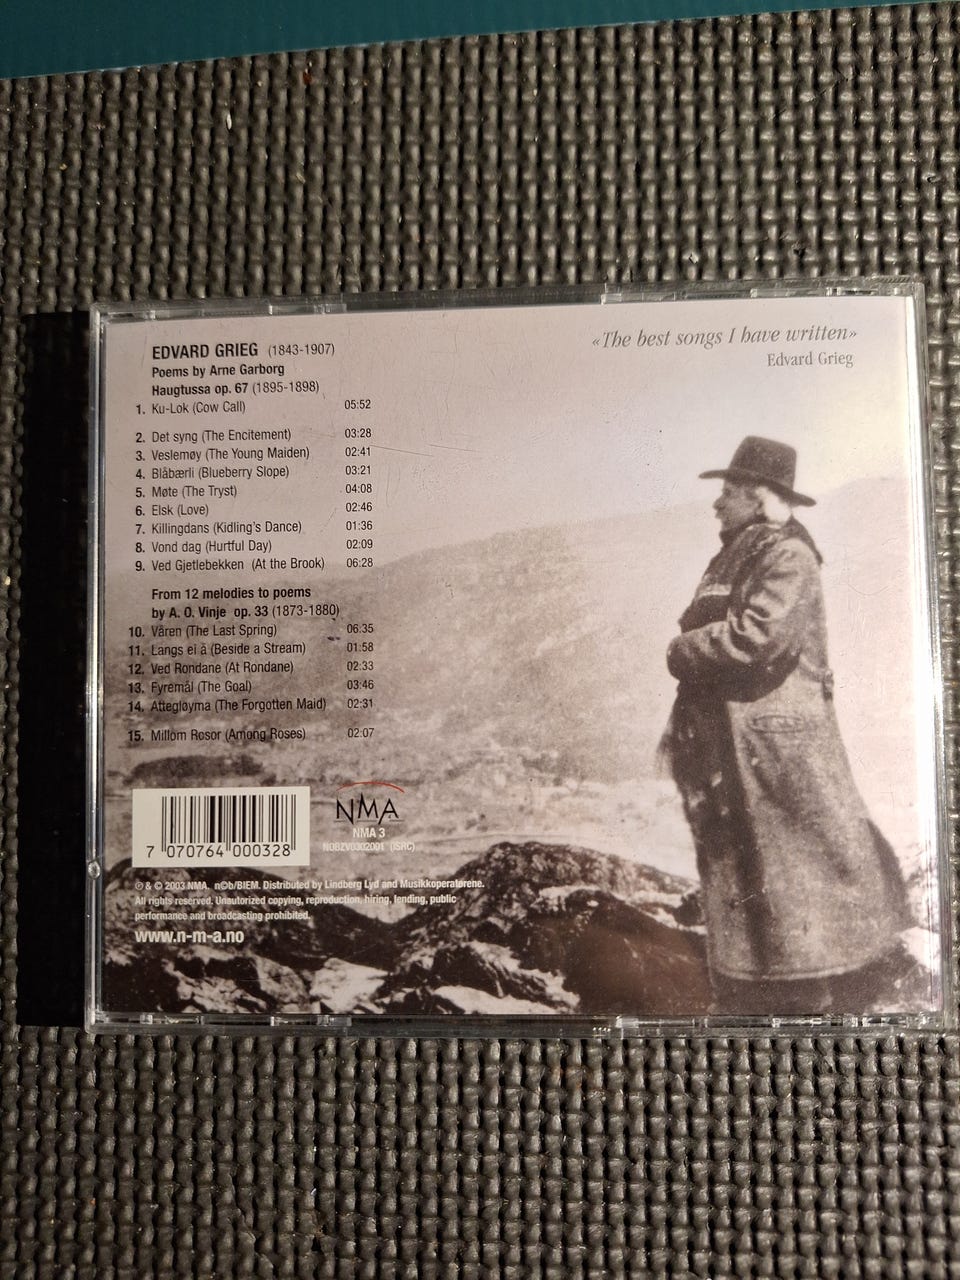 «The best songs I have written»
Edvard Grieg
EDVARD GRIEG (1843-1907)
Poems by Arne Garborg
Haugtussa op. 67 (1895-1898)
1. Ku-Lok (Cow Call) 05:52
2. Det syng (The Encitement) 03:28
3. Veslemøy (The Young Maiden) 02:41
4. Blåbærli (Blueberry Slope) 03:21
5. Møte (The Tryst) 04:08
6. Elsk (Love) 02:46
7. Killingdans (Kidling's Dance) 01:36
8. Vond dag (Hurtful Day) 02:09
9. Ved Gjetlebekken (At the Brook) 06:28
From 12 melodies to poems
by A. O. Vinje op. 33 (1873-1880)
10. Våren (The Last Spring) 06:35
11. Langs ei å (Beside a Stream) 01:58
12. Ved Rondane (At Rondane) 02:33
13. Fyremål (The Goal) 03:46
14. Attegløyma (The Forgotten Maid) 02:31
15. Millom Rosor (Among Roses) 02:07
NMA
NMA 3
NOBZV0302001 (ISRC)
7 070764 000328
℗ & © 2003 NMA. n©b/BIEM. Distributed by Lindberg Lyd and Musikkoperatørene.
All rights reserved. Unautorized copying, reproduction, hiring, lending, public
performance and broadcasting prohibited.
www.n-m-a.no